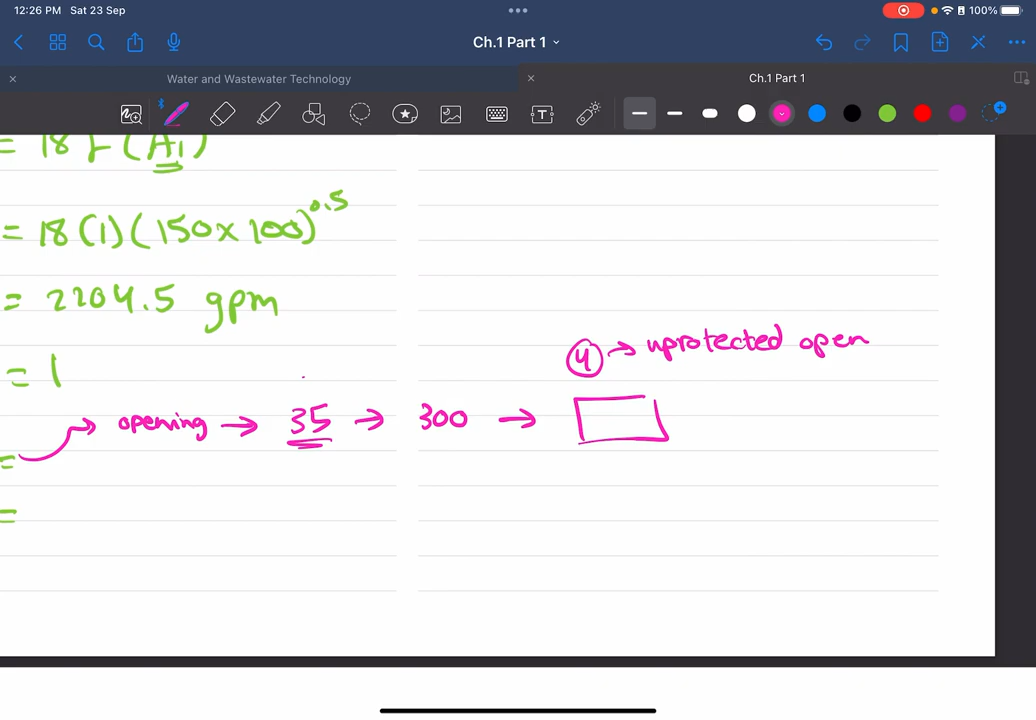 12:26 PM Sat 23 Sep
100%
Ch.1 Part 1
Water and Wastewater Technology
Ch.1 Part 1
= 18 F (Ai)
= 18 (1) (150 x 100)^0.5
= 2204.5 gpm
= 1
④ → uprotected open
= → opening → 35 → 300 →
=